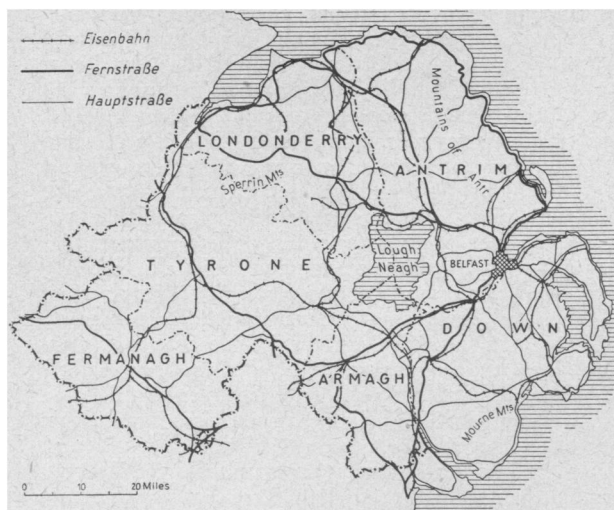 Eisenbahn
Fernstraße
Hauptstraße
LONDONDERRY
Mountains of Antr
ANTRIM
Sperrin Mts
TYRONE
Lough
Neagh
BELFAST
DOWN
FERMANAGH
ARMAGH
Mourne Mts
0 10 20 Miles